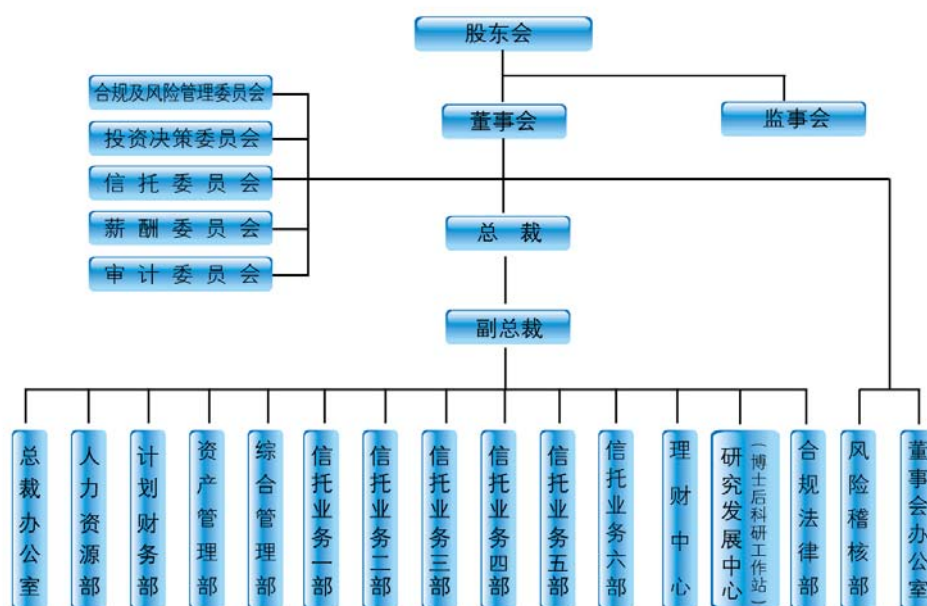 股东会
合规及风险管理委员会
董事会
监事会
投资决策委员会
信托委员会
薪酬委员会
总裁
审计委员会
副总裁
总裁办公室
人力资源部
计划财务部
资产管理部
综合管理部
信托业务一部
信托业务二部
信托业务三部
信托业务四部
信托业务五部
信托业务六部
理财中心
研究发展中心
(博士后科研工作站)
合规法律部
风险稽核部
董事会办公室